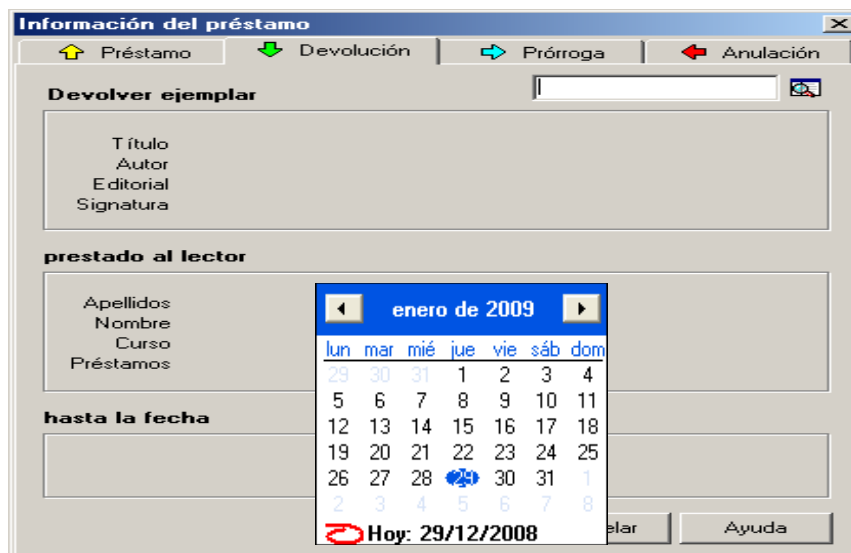 Información del préstamo
Préstamo Devolución Prórroga Anulación
Devolver ejemplar
Título
Autor
Editorial
Signatura
prestado al lector
Apellidos
Nombre
Curso
Préstamos
hasta la fecha
enero de 2009
lun mar mié jue vie sáb dom
29 30 31 1 2 3 4
5 6 7 8 9 10 11
12 13 14 15 16 17 18
19 20 21 22 23 24 25
26 27 28 29 30 31 1
2 3 4 5 6 7 8
Hoy: 29/12/2008
elar Ayuda